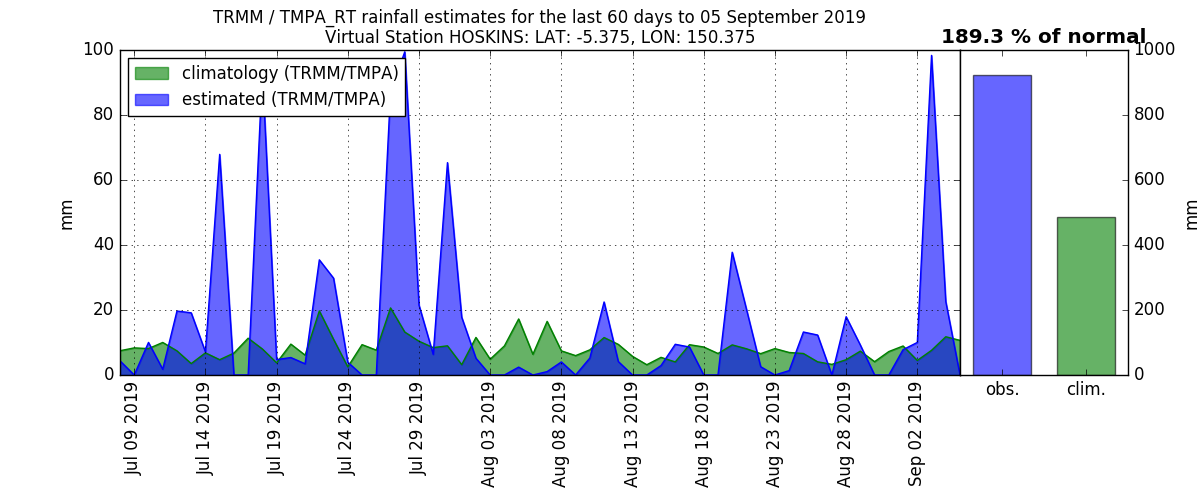 TRMM / TMPA_RT rainfall estimates for the last 60 days to 05 September 2019
Virtual Station HOSKINS: LAT: -5.375, LON: 150.375
189.3 % of normal
climatology (TRMM/TMPA)
estimated (TRMM/TMPA)
mm
100
80
60
40
20
0
Jul 09 2019
Jul 14 2019
Jul 19 2019
Jul 24 2019
Jul 29 2019
Aug 03 2019
Aug 08 2019
Aug 13 2019
Aug 18 2019
Aug 23 2019
Aug 28 2019
Sep 02 2019
obs.
clim.
1000
800
600
400
200
0
mm